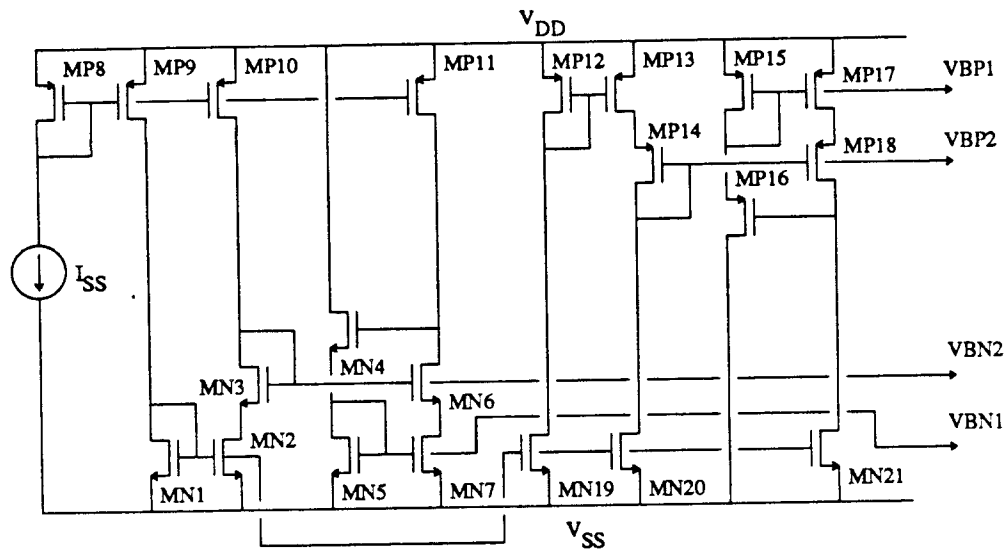 VDD
MP8
MP9
MP10
MP11
MP12
MP13
MP15
MP17
VBP1
MP14
MP18
VBP2
MP16
ISS
MN4
MN3
MN6
VBN2
MN2
VBN1
MN1
MN5
MN7
MN19
MN20
MN21
VSS